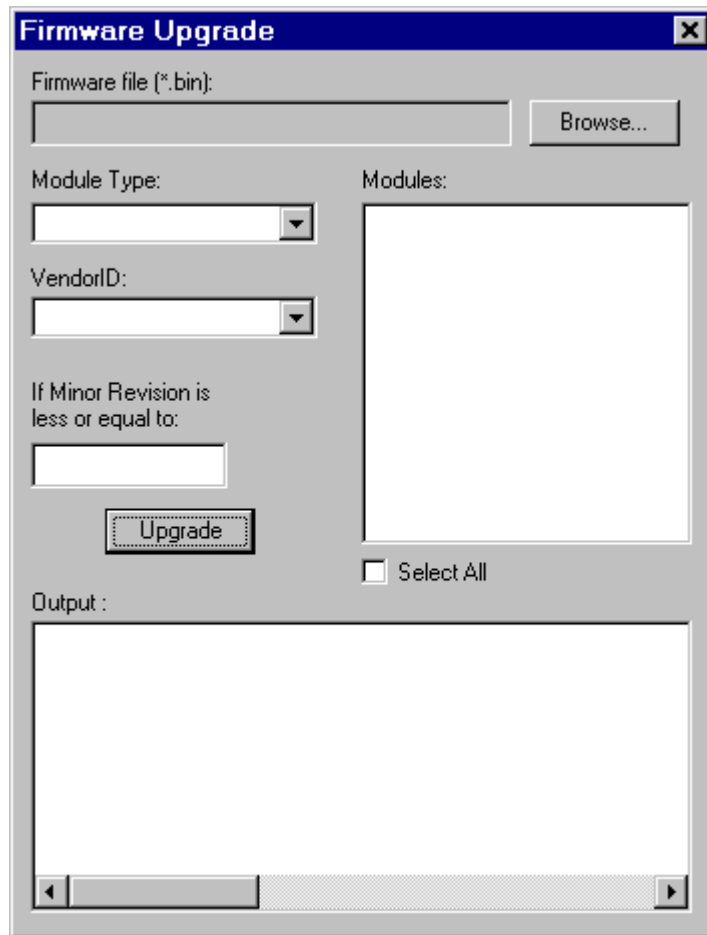 Firmware Upgrade
Firmware file (*.bin):
Browse...
Module Type:
Modules:
VendorID:
If Minor Revision is
less or equal to:
Upgrade
Select All
Output :